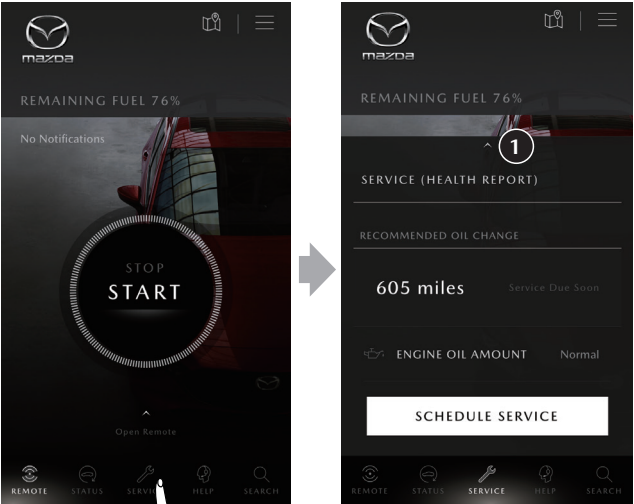 mazda
REMAINING FUEL 76%
No Notifications
STOP
START
Open Remote
REMOTE STATUS SERVICE HELP SEARCH
mazda
REMAINING FUEL 76%
1
SERVICE (HEALTH REPORT)
RECOMMENDED OIL CHANGE
605 miles Service Due Soon
ENGINE OIL AMOUNT Normal
SCHEDULE SERVICE
REMOTE STATUS SERVICE HELP SEARCH